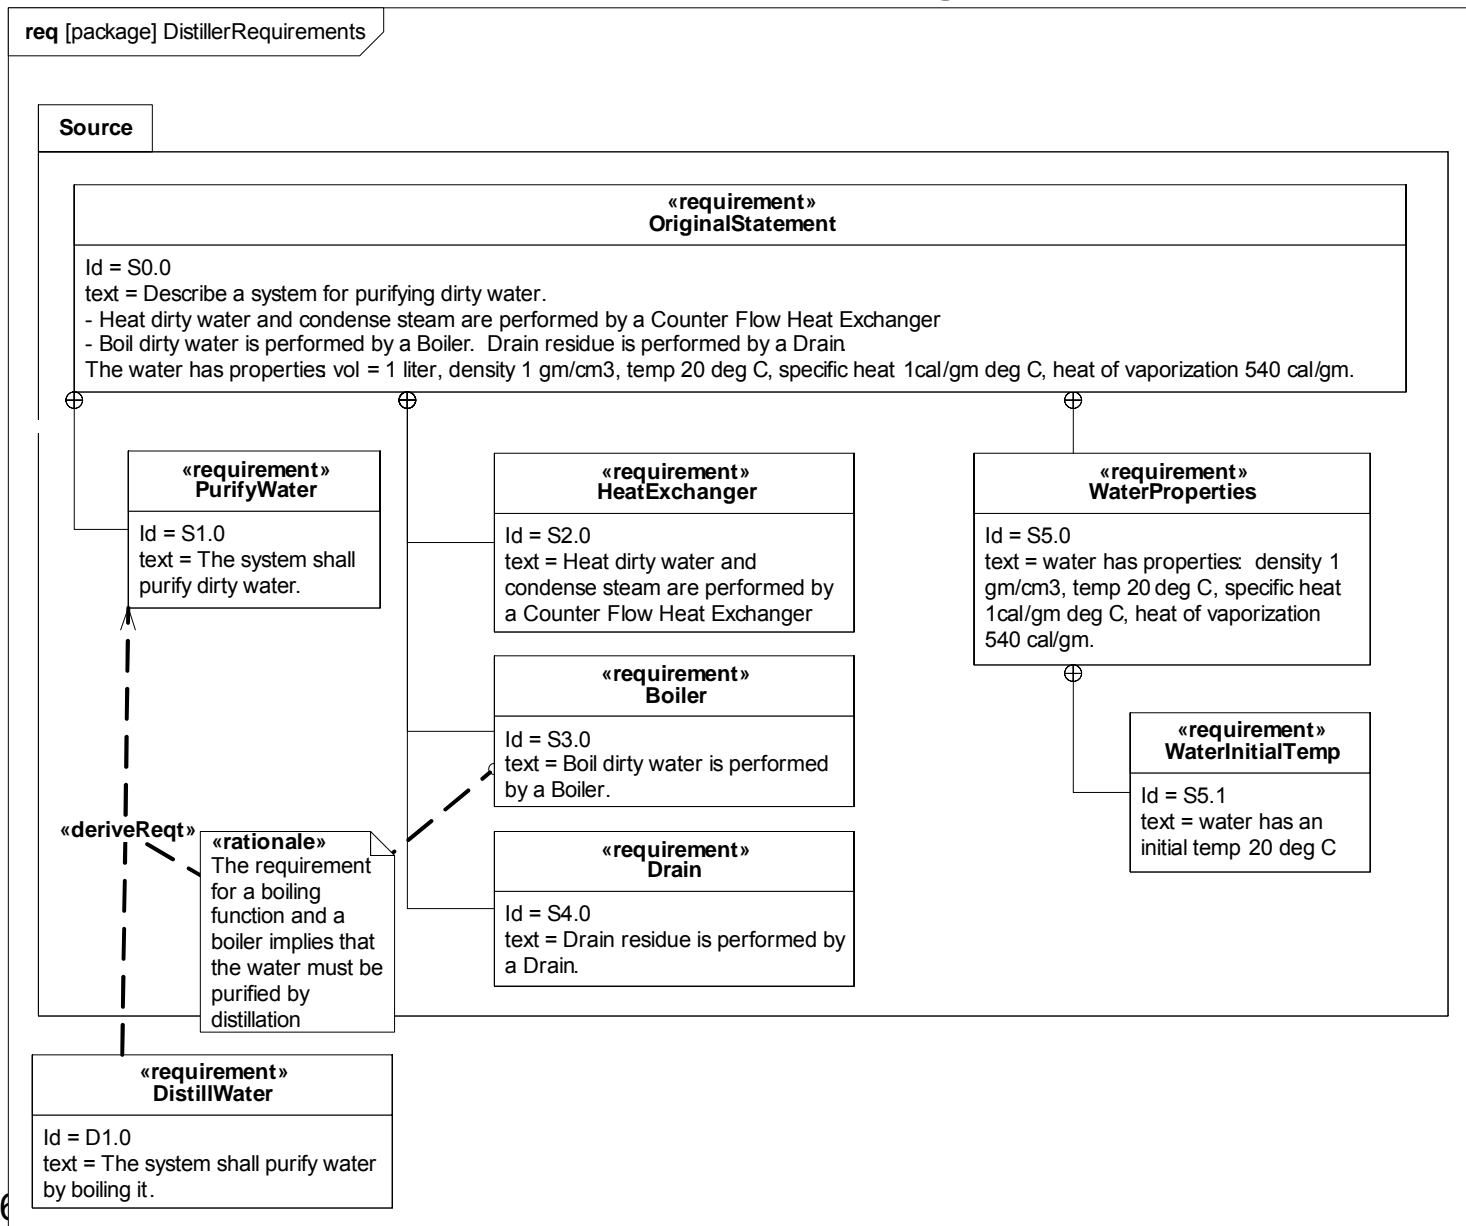 req [package] DistillerRequirements
Source
«requirement»
OriginalStatement
Id = S0.0
text = Describe a system for purifying dirty water.
- Heat dirty water and condense steam are performed by a Counter Flow Heat Exchanger
- Boil dirty water is performed by a Boiler. Drain residue is performed by a Drain.
The water has properties vol = 1 liter, density 1 gm/cm3, temp 20 deg C, specific heat 1cal/gm deg C, heat of vaporization 540 cal/gm.
«requirement»
PurifyWater
Id = S1.0
text = The system shall
purify dirty water.
«requirement»
HeatExchanger
Id = S2.0
text = Heat dirty water and
condense steam are performed by
a Counter Flow Heat Exchanger
«requirement»
WaterProperties
Id = S5.0
text = water has properties: density 1
gm/cm3, temp 20 deg C, specific heat
1cal/gm deg C, heat of vaporization
540 cal/gm.
«requirement»
Boiler
Id = S3.0
text = Boil dirty water is performed
by a Boiler.
«requirement»
WaterInitialTemp
Id = S5.1
text = water has an
initial temp 20 deg C
«deriveReqt»
«rationale»
The requirement
for a boiling
function and a
boiler implies that
the water must be
purified by
distillation
«requirement»
Drain
Id = S4.0
text = Drain residue is performed by
a Drain.
«requirement»
DistillWater
Id = D1.0
text = The system shall purify water
by boiling it.